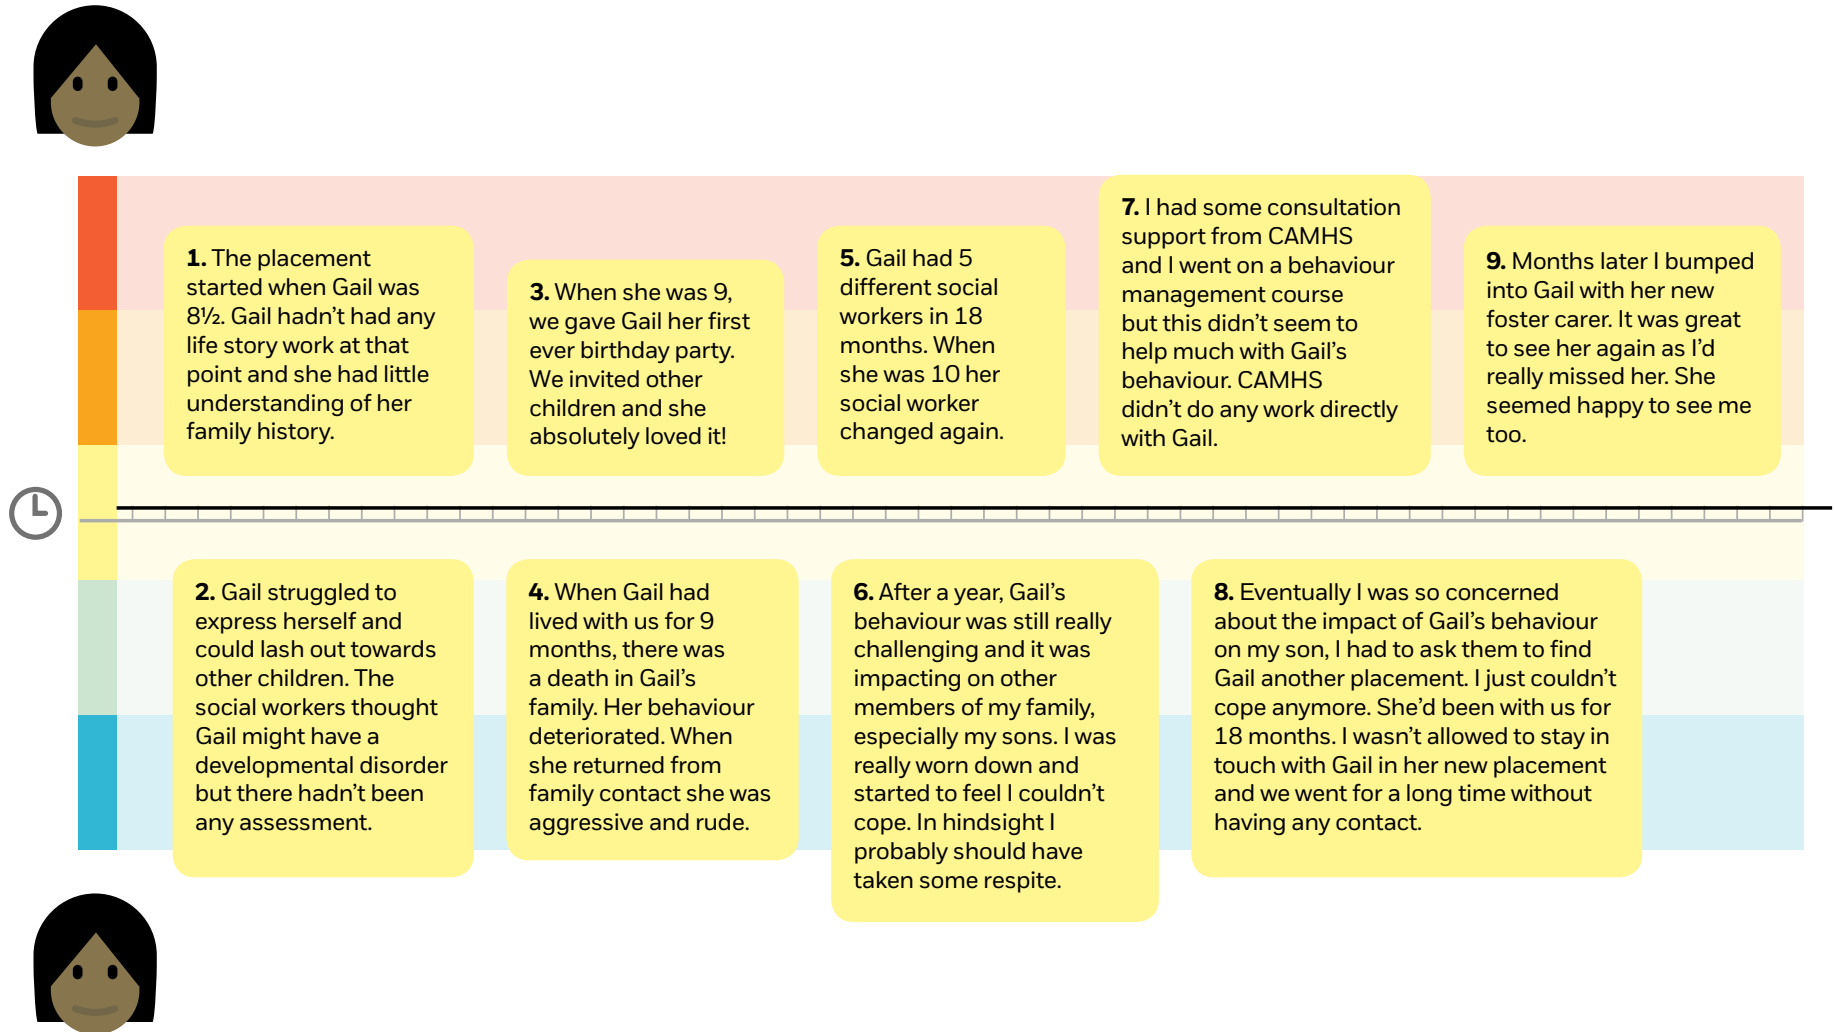 1. The placement
started when Gail was
8½. Gail hadn’t had any
life story work at that
point and she had little
understanding of her
family history.
2. Gail struggled to
express herself and
could lash out towards
other children. The
social workers thought
Gail might have a
developmental disorder
but there hadn’t been
any assessment.
3. When she was 9,
we gave Gail her first
ever birthday party.
We invited other
children and she
absolutely loved it!
4. When Gail had
lived with us for 9
months, there was
a death in Gail’s
family. Her behaviour
deteriorated. When
she returned from
family contact she was
aggressive and rude.
5. Gail had 5
different social
workers in 18
months. When
she was 10 her
social worker
changed again.
6. After a year, Gail’s
behaviour was still really
challenging and it was
impacting on other
members of my family,
especially my sons. I was
really worn down and
started to feel I couldn’t
cope. In hindsight I
probably should have
taken some respite.
7. I had some consultation
support from CAMHS
and I went on a behaviour
management course
but this didn’t seem to
help much with Gail’s
behaviour. CAMHS
didn’t do any work directly
with Gail.
8. Eventually I was so concerned
about the impact of Gail’s behaviour
on my son, I had to ask them to find
Gail another placement. I just couldn’t
cope anymore. She’d been with us for
18 months. I wasn’t allowed to stay in
touch with Gail in her new placement
and we went for a long time without
having any contact.
9. Months later I bumped
into Gail with her new
foster carer. It was great
to see her again as I’d
really missed her. She
seemed happy to see me
too.